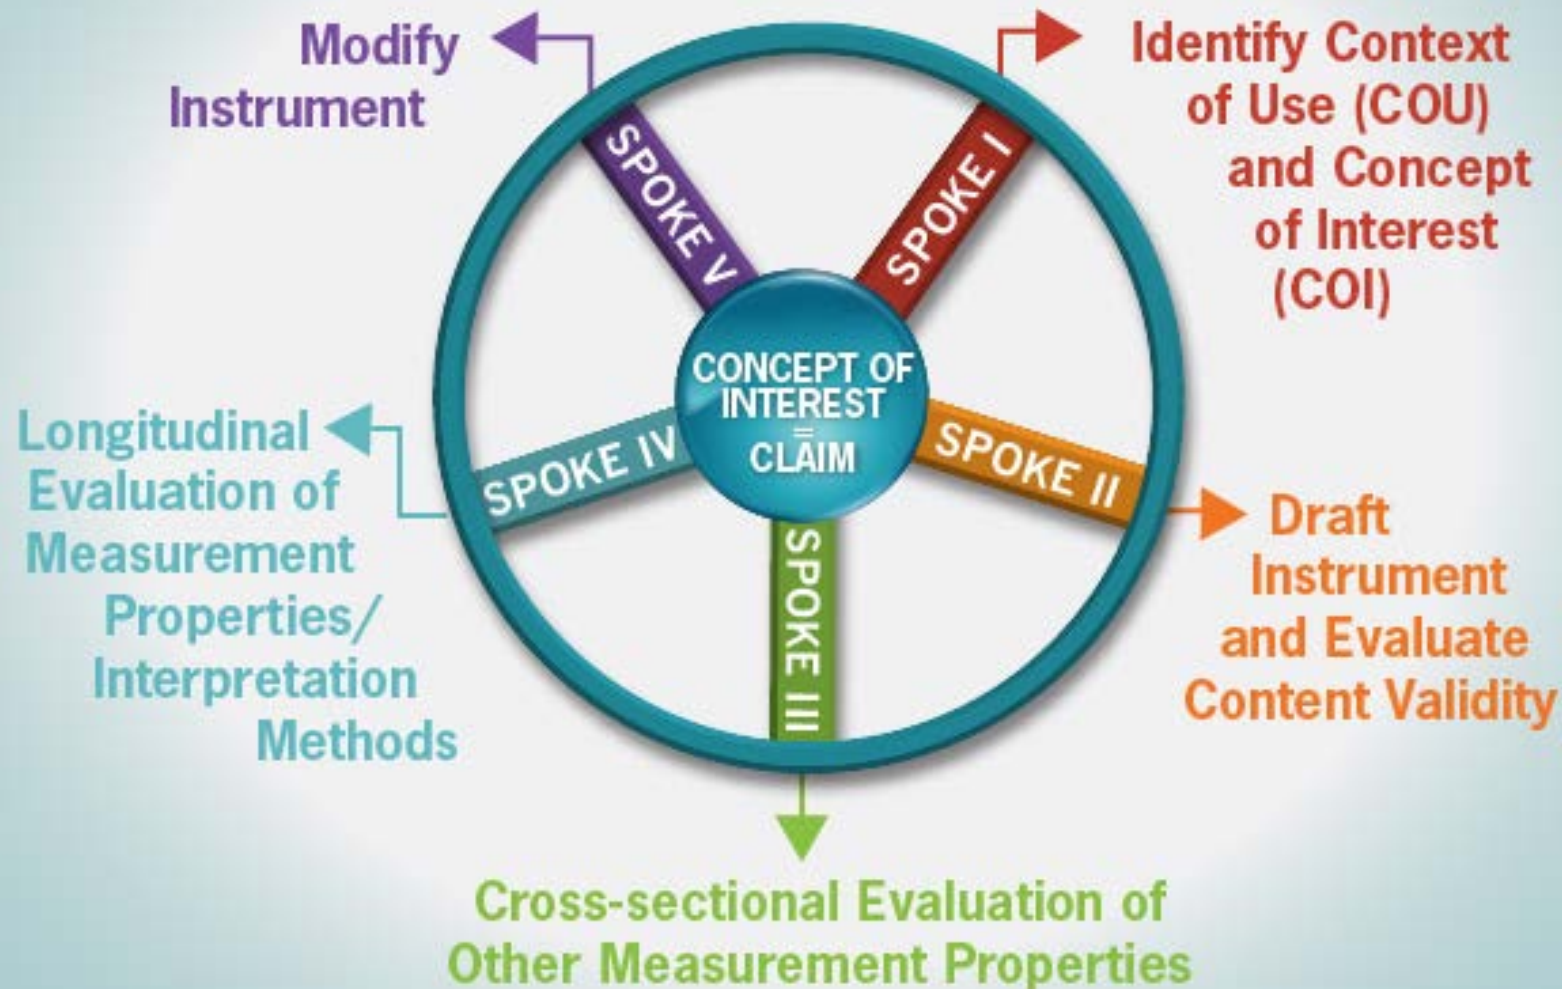 Modify
Instrument
SPOKE V
SPOKE I
Identify Context
of Use (COU)
and Concept
of Interest
(COI)
CONCEPT OF
INTEREST
=
CLAIM
SPOKE II
Draft
Instrument
and Evaluate
Content Validity
SPOKE III
Cross-sectional Evaluation of
Other Measurement Properties
SPOKE IV
Longitudinal
Evaluation of
Measurement
Properties/
Interpretation
Methods